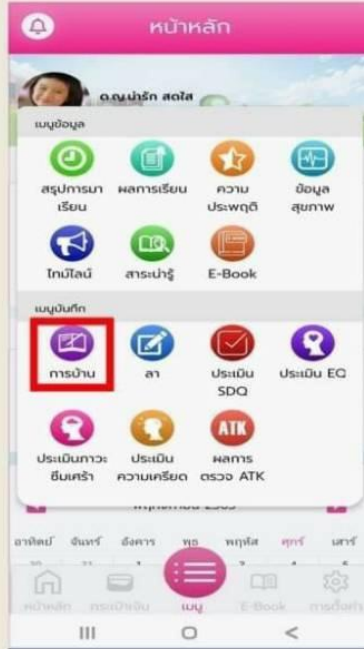 หน้าหลัก
ด.ญ.น่ารัก สดใส
เมนูข้อมูล
สรุปการมาเรียน
ผลการเรียน
ความประพฤติ
ข้อมูลสุขภาพ
ไทม์ไลน์
สาระน่ารู้
E-Book
เมนูบันทึก
การบ้าน
ลา
ประเมิน SDQ
ประเมิน EQ
ประเมินภาวะซึมเศร้า
ประเมินความเครียด
ATK
ผลการตรวจ ATK
อาทิตย์ จันทร์ อังคาร พุธ พฤหัส ศุกร์ เสาร์
หน้าหลัก กระเป๋าเงิน เมนู E-Book การตั้งค่า